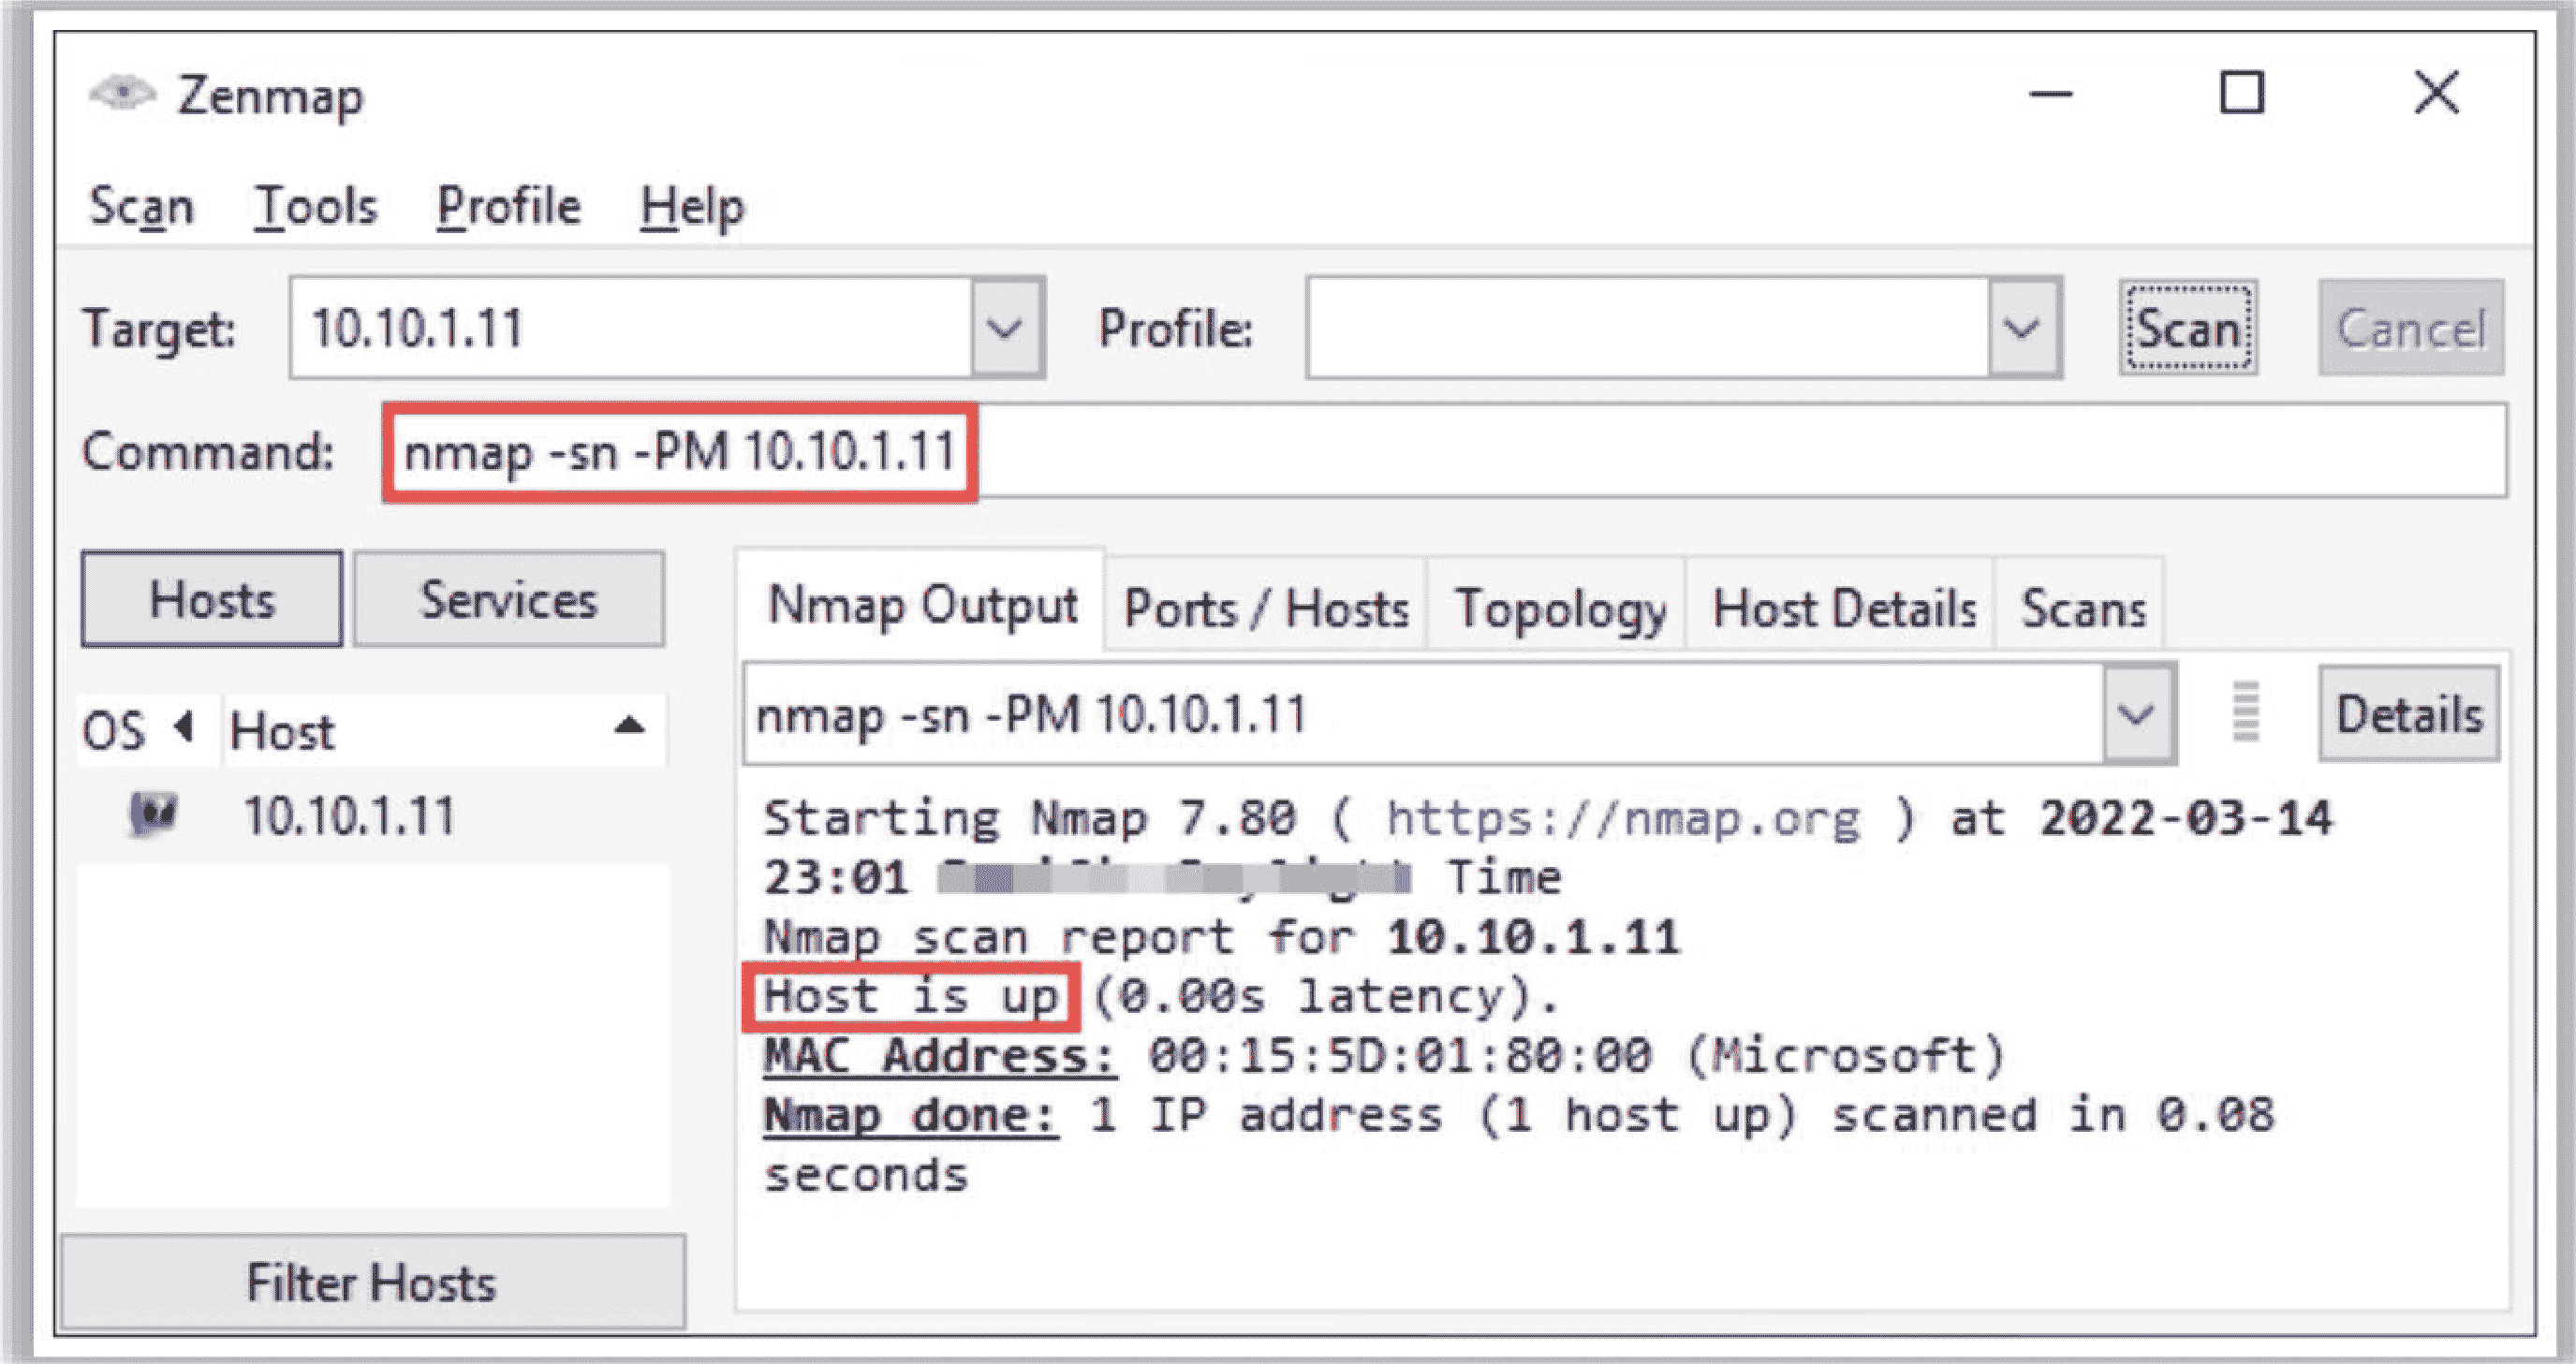 Zenmap
Scan Tools Profile Help
Target: 10.10.1.11 Profile: Scan Cancel
Command: nmap -sn -PM 10.10.1.11
Hosts Services
OS Host
10.10.1.11
Filter Hosts
Nmap Output Ports / Hosts Topology Host Details Scans
nmap -sn -PM 10.10.1.11 Details
Starting Nmap 7.80 ( https://nmap.org ) at 2022-03-14
23:01 Time
Nmap scan report for 10.10.1.11
Host is up (0.00s latency).
MAC Address: 00:15:5D:01:80:00 (Microsoft)
Nmap done: 1 IP address (1 host up) scanned in 0.08
seconds